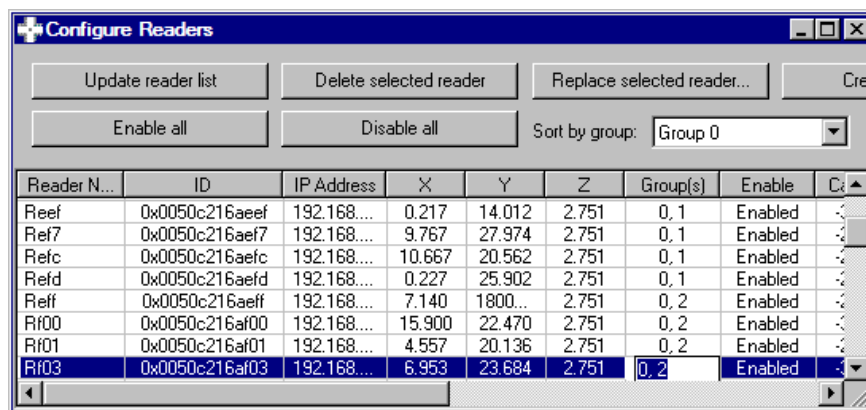 Configure Readers
Update reader list Delete selected reader Replace selected reader... Cre
Enable all Disable all Sort by group: Group 0
Reader N... ID IP Address X Y Z Group(s) Enable Ca
Reef 0x0050c216aeef 192.168.... 0.217 14.012 2.751 0, 1 Enabled
Ref7 0x0050c216aef7 192.168.... 9.767 27.974 2.751 0, 1 Enabled
Refc 0x0050c216aefc 192.168.... 10.667 20.562 2.751 0, 1 Enabled
Refd 0x0050c216aefd 192.168.... 0.227 25.902 2.751 0, 1 Enabled
Reff 0x0050c216aeff 192.168.... 7.140 1800... 2.751 0, 2 Enabled
Rf00 0x0050c216af00 192.168.... 15.900 22.470 2.751 0, 2 Enabled
Rf01 0x0050c216af01 192.168.... 4.557 20.136 2.751 0, 2 Enabled
Rf03 0x0050c216af03 192.168.... 6.953 23.684 2.751 0, 2 Enabled